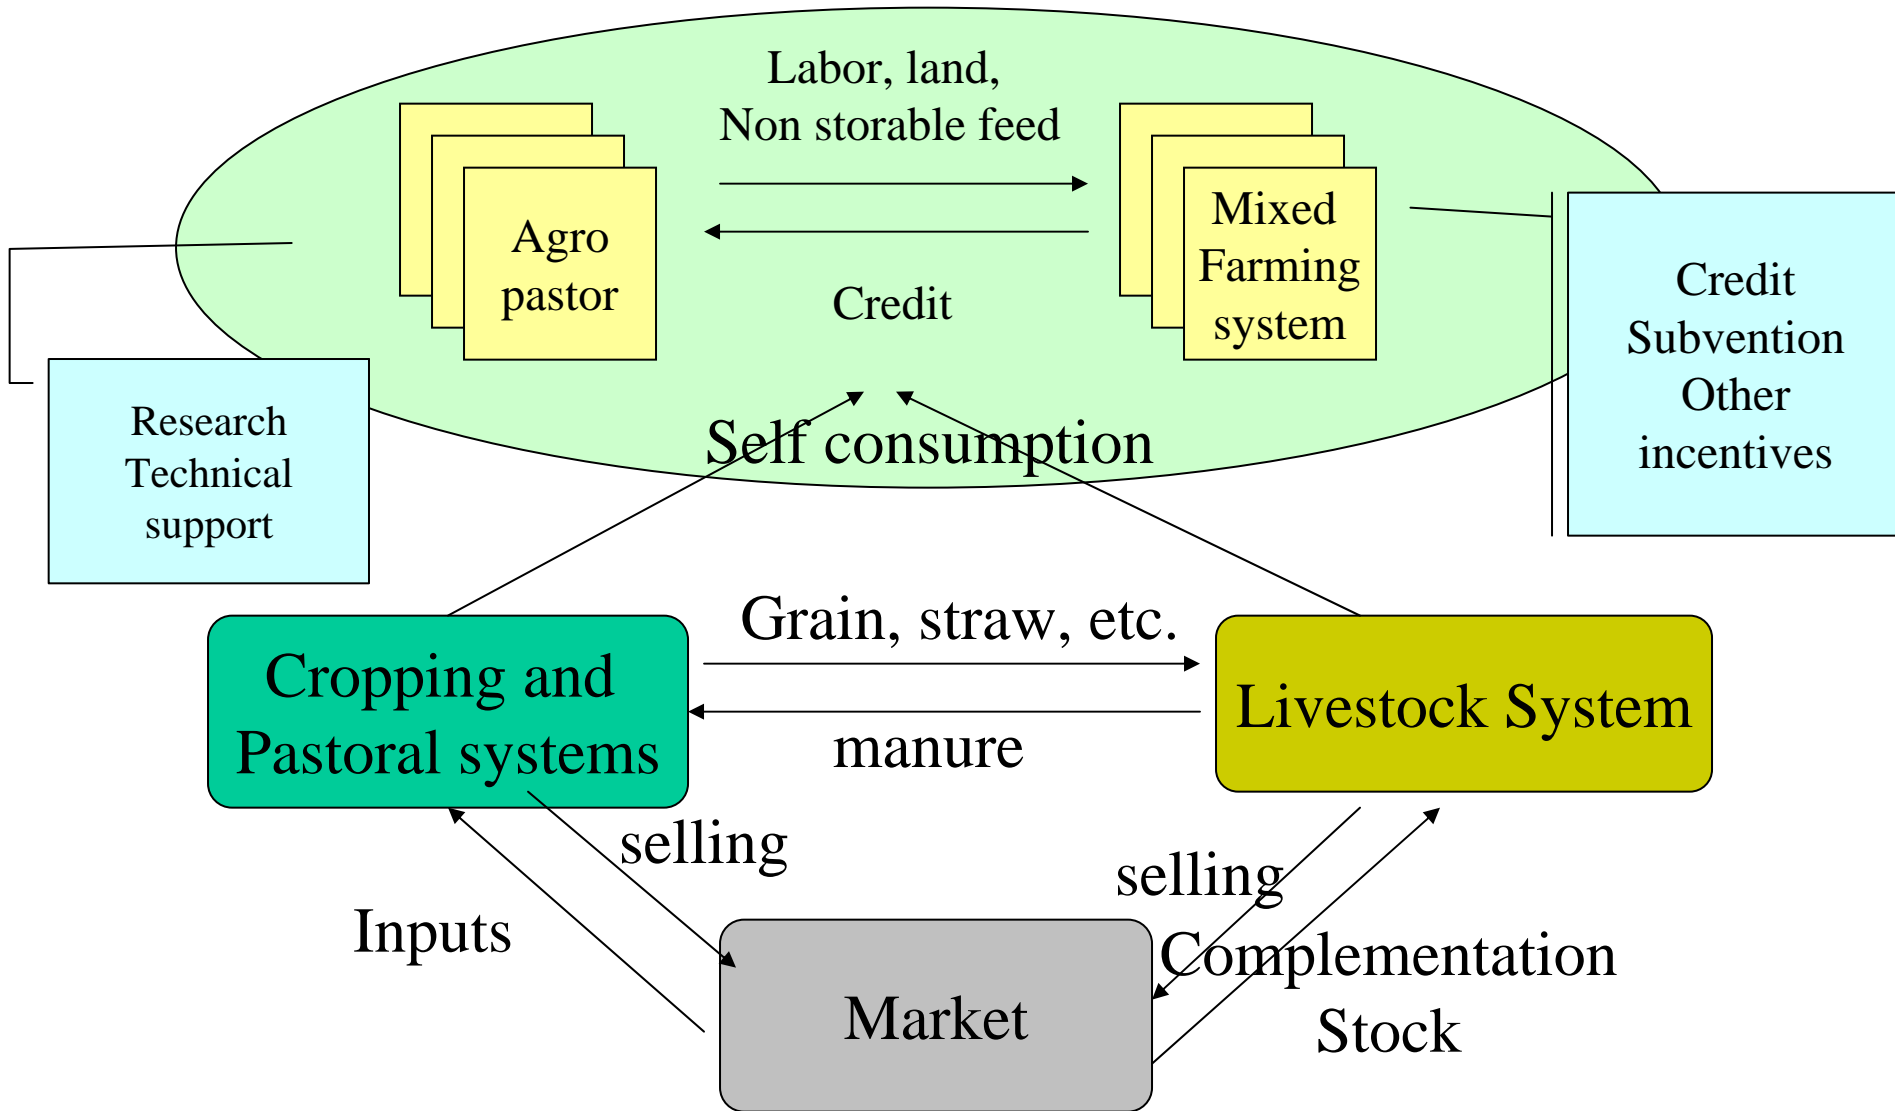 Labor, land,
Non storable feed
Agro
pastor
Mixed
Farming
system
Credit
Credit
Subvention
Other
incentives
Research
Technical
support
Self consumption
Grain, straw, etc.
Cropping and
Pastoral systems
Livestock System
manure
selling
selling
Inputs
Complementation
Stock
Market